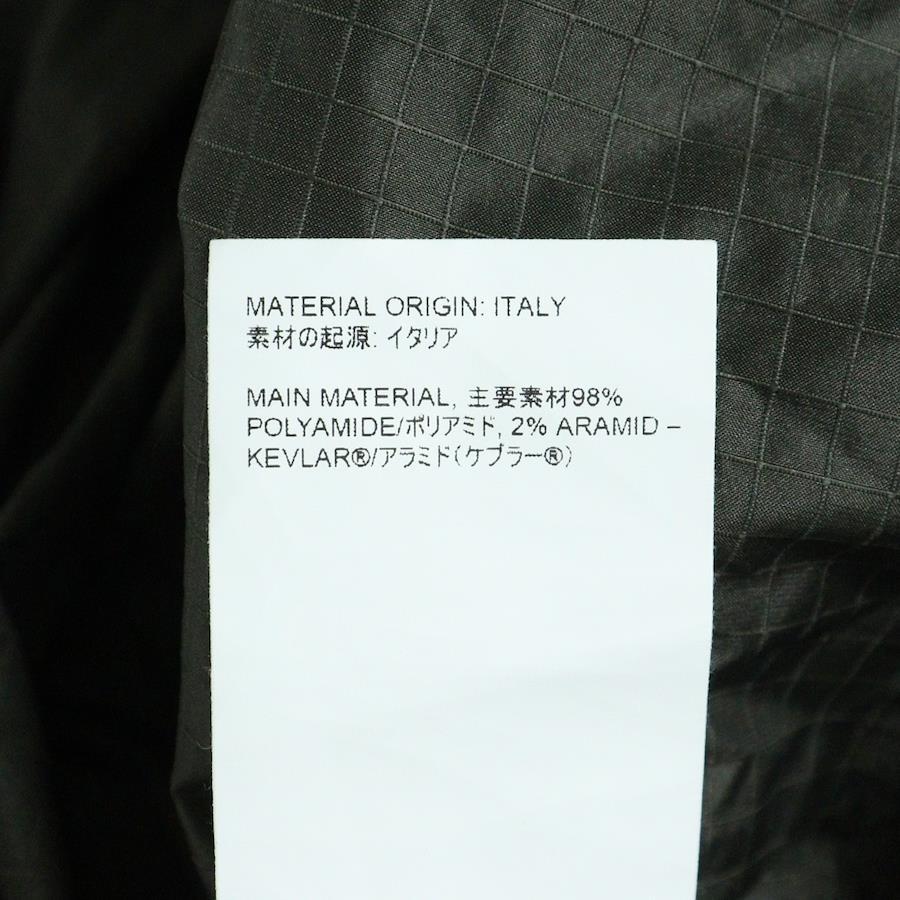 MATERIAL ORIGIN: ITALY
素材の起源: イタリア
MAIN MATERIAL, 主要素材98%
POLYAMIDE/ポリアミド, 2% ARAMID –
KEVLAR®/アラミド(ケブラー®)